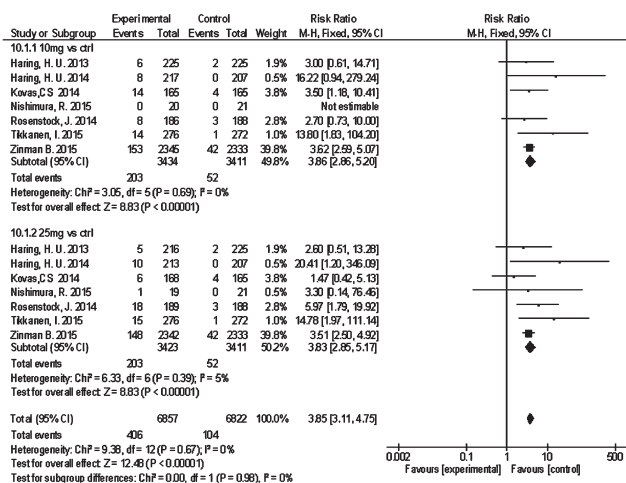 Experimental Control Risk Ratio Risk Ratio
Study or Subgroup Events Total Events Total Weight M-H, Fixed, 95% CI M-H, Fixed, 95% CI
10.1.1 10mg vs ctrl
Haring, H. U. 2013 6 225 2 225 1.9% 3.00 [0.61, 14.71]
Haring, H. U. 2014 8 217 0 207 16.22 [0.94, 279.24]
Kovas,CS 2014 14 165 4 165 3.50 [1.18, 10.41]
Nishimura, R. 2015 0 20 0 21 Not estimable
Rosenstock, J. 2014 8 186 3 188 2.8% 2.70 [0.73, 10.00]
Tikkanen, I. 2015 14 276 1 272 1.0% 13.80 [1.83, 104.20]
Zinman B. 2015 153 2345 42 2333 39.8% 3.62 [2.59, 5.07]
Subtotal (95% CI) 3434 3411 49.8% 3.86 [2.86, 5.20]
Total events 203 52
Heterogeneity: Chi² = 3.05, df = 5 (P = 0.69); I² = 0%
Test for overall effect: Z = 8.83 (P < 0.00001)
10.1.2 25mg vs ctrl
Haring, H. U. 2013 5 216 2 225 1.9% 2.60 [0.51, 13.28]
Haring, H. U. 2014 10 213 0 207 20.41 [1.20, 346.09]
Kovas,CS 2014 6 168 4 165 1.47 [0.42, 5.13]
Nishimura, R. 2015 1 19 0 21 3.30 [0.14, 76.46]
Rosenstock, J. 2014 18 189 3 188 2.8% 5.97 [1.79, 19.92]
Tikkanen, I. 2015 15 276 1 272 1.0% 14.78 [1.97, 111.14]
Zinman B. 2015 148 2342 42 2333 39.8% 3.51 [2.50, 4.92]
Subtotal (95% CI) 3423 3411 50.2% 3.83 [2.85, 5.17]
Total events 203 52
Heterogeneity: Chi² = 6.33, df = 6 (P = 0.39); I² = 5%
Test for overall effect: Z = 8.83 (P < 0.00001)
Total (95% CI) 6857 6822 100.0% 3.85 [3.11, 4.75]
Total events 406 104
Heterogeneity: Chi² = 9.38, df = 12 (P = 0.67); I² = 0%
Test for overall effect: Z = 12.48 (P < 0.00001)
Test for subgroup differences: Chi² = 0.00, df = 1 (P = 0.98), I² = 0%
0.002 0.1 1 10 500
Favours [experimental] Favours [control]